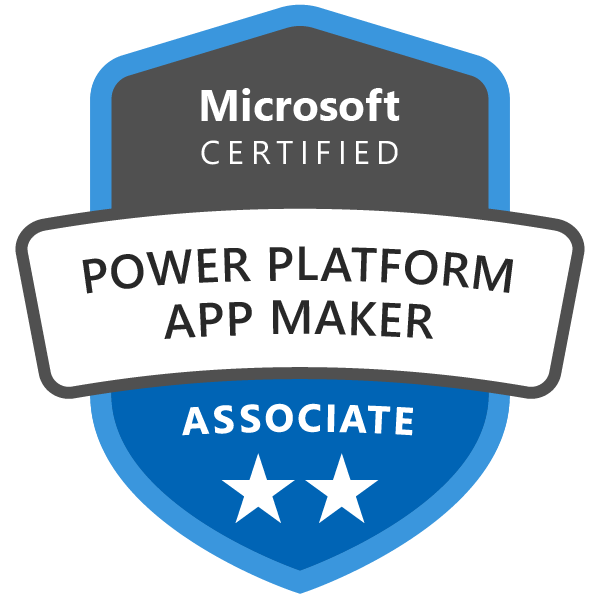 Microsoft
CERTIFIED
POWER PLATFORM
APP MAKER
ASSOCIATE